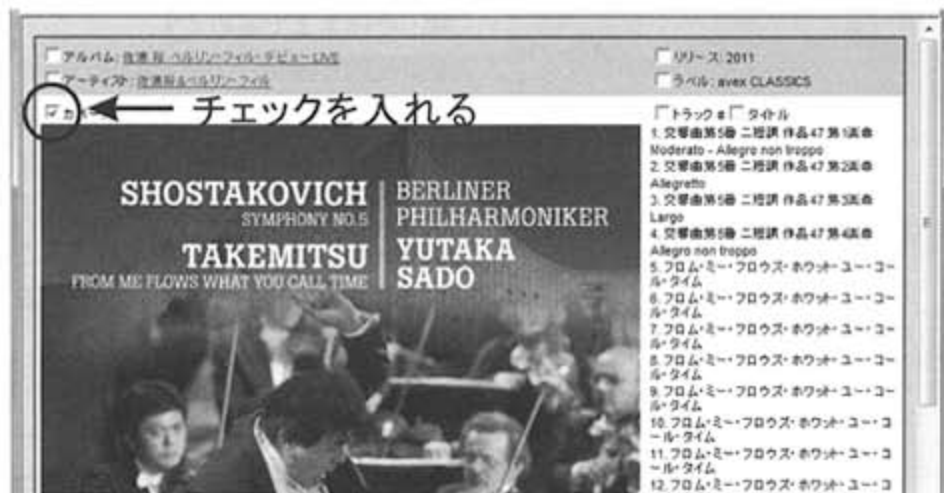 アルバム: 佐渡 裕 ベルリン・フィル・デビューLIVE
アーティスト: 佐渡裕&ベルリン・フィル
リリース: 2011
ラベル: avex CLASSICS
チェックを入れる
SHOSTAKOVICH
SYMPHONY NO.5
TAKEMITSU
FROM ME FLOWS WHAT YOU CALL TIME
BERLINER
PHILHARMONIKER
YUTAKA
SADO
トラック # タイトル
1. 交響曲第5番 ニ短調 作品47 第1楽章
Moderato - Allegro non troppo
2. 交響曲第5番 ニ短調 作品47 第2楽章
Allegretto
3. 交響曲第5番 ニ短調 作品47 第3楽章
Largo
4. 交響曲第5番 ニ短調 作品47 第4楽章
Allegro non troppo
5. フロム・ミー・フロウズ・ホワット・ユー・コー
ル・タイム
6. フロム・ミー・フロウズ・ホワット・ユー・コー
ル・タイム
7. フロム・ミー・フロウズ・ホワット・ユー・コー
ル・タイム
8. フロム・ミー・フロウズ・ホワット・ユー・コー
ル・タイム
9. フロム・ミー・フロウズ・ホワット・ユー・コー
ル・タイム
10. フロム・ミー・フロウズ・ホワット・ユー・コ
ール・タイム
11. フロム・ミー・フロウズ・ホワット・ユー・コ
ール・タイム
12. フロム・ミー・フロウズ・ホワット・ユー・コ